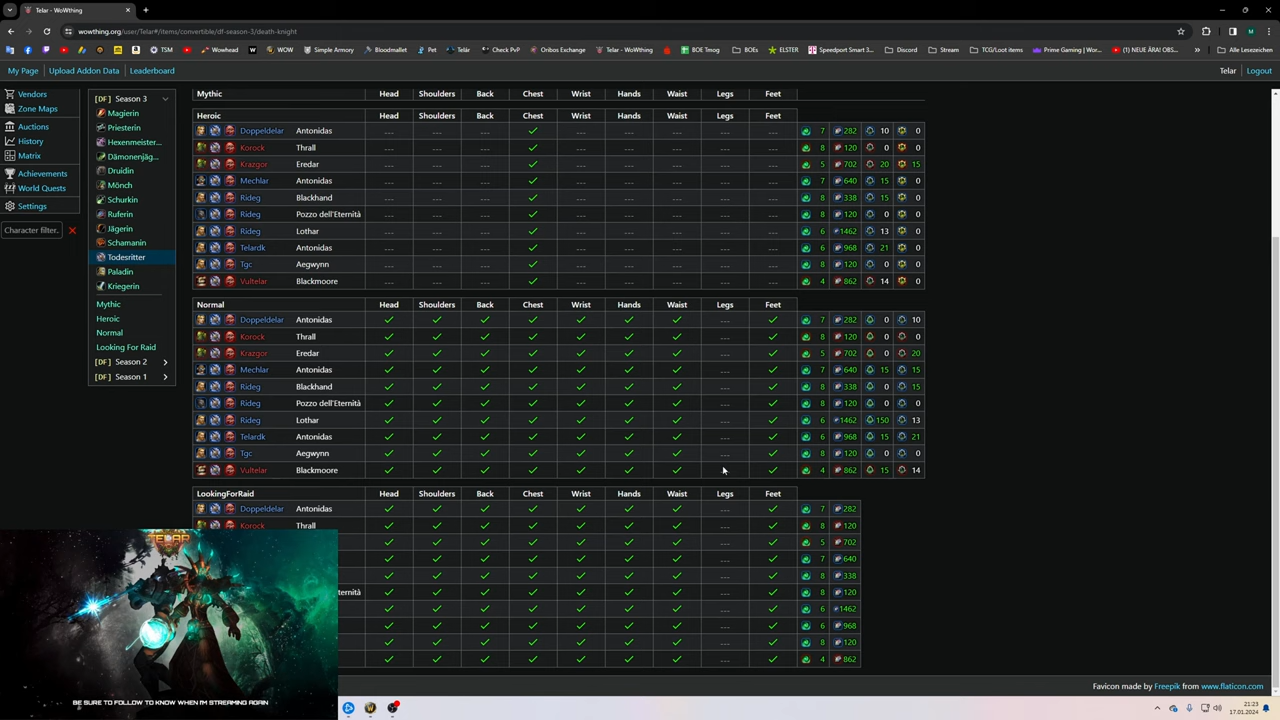 Telar - WoWthing
wowthing.org/user/Telar#/items/convertible/df-season-3/death-knight
TSM Wowhead WOW Simple Armory Bloodmallet Pet Telár Check PvP Oribos Exchange Telar - WoWthing BOE Tmog BOEs ELSTER Speedport Smart 3... Discord Stream TCG/Loot items Prime Gaming | Wor... (1) NEUE ÄRA! OBS... » Alle Lesezeichen
My Page Upload Addon Data Leaderboard Telar Logout
Vendors
Zone Maps
Auctions
History
Matrix
Achievements
World Quests
Settings
Character filter.
[DF] Season 3
Magierin
Priesterin
Hexenmeister...
Dämonenjäg...
Druidin
Mönch
Schurkin
Ruferin
Jägerin
Schamanin
Todesritter
Paladin
Kriegerin
Mythic
Heroic
Normal
Looking For Raid
[DF] Season 2
[DF] Season 1
Mythic Head Shoulders Back Chest Wrist Hands Waist Legs Feet
Heroic
Doppeldelar Antonidas --- --- --- ✓ --- --- --- --- --- 7 282 10 0
Korock Thrall --- --- --- ✓ --- --- --- --- --- 8 120 0 0
Krazgor Eredar --- --- --- ✓ --- --- --- --- --- 5 702 20 15
Mechlar Antonidas --- --- --- ✓ --- --- --- --- --- 7 640 15 0
Rideg Blackhand --- --- --- ✓ --- --- --- --- --- 8 338 15 0
Rideg Pozzo dell'Eternità --- --- --- ✓ --- --- --- --- --- 8 120 0 0
Rideg Lothar --- --- --- ✓ --- --- --- --- --- 6 1462 13 0
Telardk Antonidas --- --- --- ✓ --- --- --- --- --- 6 968 21 0
Tgc Aegwynn --- --- --- ✓ --- --- --- --- --- 8 120 0 0
Vultelar Blackmoore --- --- --- ✓ --- --- --- --- --- 4 862 14 0
Normal Head Shoulders Back Chest Wrist Hands Waist Legs Feet
Doppeldelar Antonidas ✓ ✓ ✓ ✓ ✓ ✓ ✓ --- ✓ 7 282 0 10
Korock Thrall ✓ ✓ ✓ ✓ ✓ ✓ ✓ --- ✓ 8 120 0 0
Krazgor Eredar ✓ ✓ ✓ ✓ ✓ ✓ ✓ --- ✓ 5 702 0 20
Mechlar Antonidas ✓ ✓ ✓ ✓ ✓ ✓ ✓ --- ✓ 7 640 15 15
Rideg Blackhand ✓ ✓ ✓ ✓ ✓ ✓ ✓ --- ✓ 8 338 0 15
Rideg Pozzo dell'Eternità ✓ ✓ ✓ ✓ ✓ ✓ ✓ --- ✓ 8 120 0 0
Rideg Lothar ✓ ✓ ✓ ✓ ✓ ✓ ✓ --- ✓ 6 1462 150 13
Telardk Antonidas ✓ ✓ ✓ ✓ ✓ ✓ ✓ --- ✓ 6 968 15 21
Tgc Aegwynn ✓ ✓ ✓ ✓ ✓ ✓ ✓ --- ✓ 8 120 0 0
Vultelar Blackmoore ✓ ✓ ✓ ✓ ✓ ✓ ✓ --- ✓ 4 862 15 14
LookingForRaid Head Shoulders Back Chest Wrist Hands Waist Legs Feet
Doppeldelar Antonidas ✓ ✓ ✓ ✓ ✓ ✓ ✓ --- ✓ 7 282
Korock Thrall ✓ ✓ ✓ ✓ ✓ ✓ ✓ --- ✓ 8 120
✓ ✓ ✓ ✓ ✓ ✓ ✓ --- ✓ 5 702
✓ ✓ ✓ ✓ ✓ ✓ ✓ --- ✓ 7 640
✓ ✓ ✓ ✓ ✓ ✓ ✓ --- ✓ 8 338
ernità ✓ ✓ ✓ ✓ ✓ ✓ ✓ --- ✓ 8 120
✓ ✓ ✓ ✓ ✓ ✓ ✓ --- ✓ 6 1462
✓ ✓ ✓ ✓ ✓ ✓ ✓ --- ✓ 6 968
✓ ✓ ✓ ✓ ✓ ✓ ✓ --- ✓ 8 120
✓ ✓ ✓ ✓ ✓ ✓ ✓ --- ✓ 4 862
TELAR
BE SURE TO FOLLOW TO KNOW WHEN I'M STREAMING AGAIN
Favicon made by Freepik from www.flaticon.com
21:23
17.01.2024